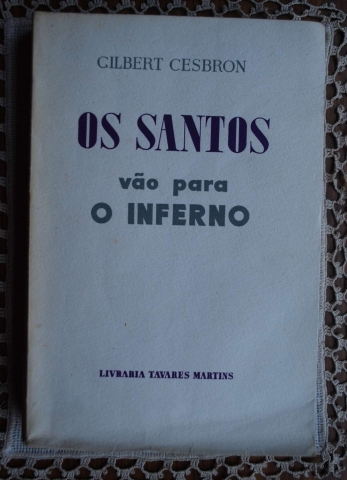 GILBERT CESBRON
OS SANTOS
vão para
O INFERNO
LIVRARIA TAVARES MARTINS